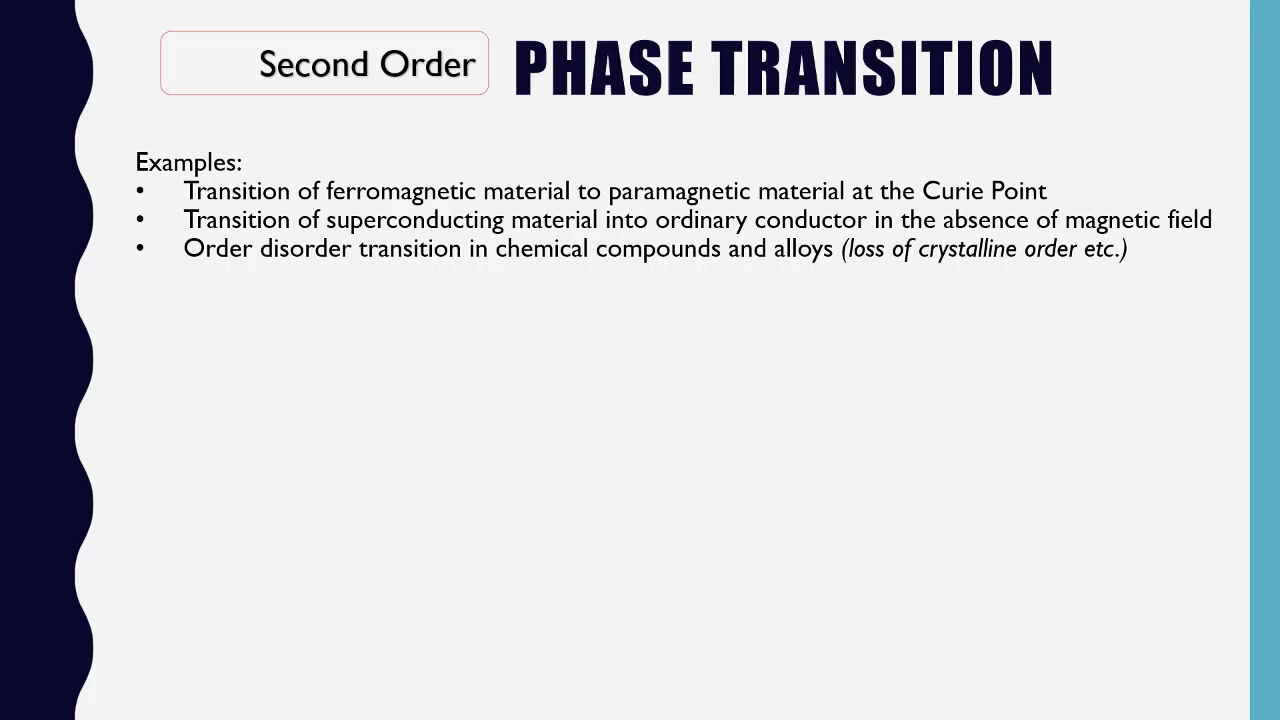 Second Order PHASE TRANSITION
Examples:
• Transition of ferromagnetic material to paramagnetic material at the Curie Point
• Transition of superconducting material into ordinary conductor in the absence of magnetic field
• Order disorder transition in chemical compounds and alloys (loss of crystalline order etc.)